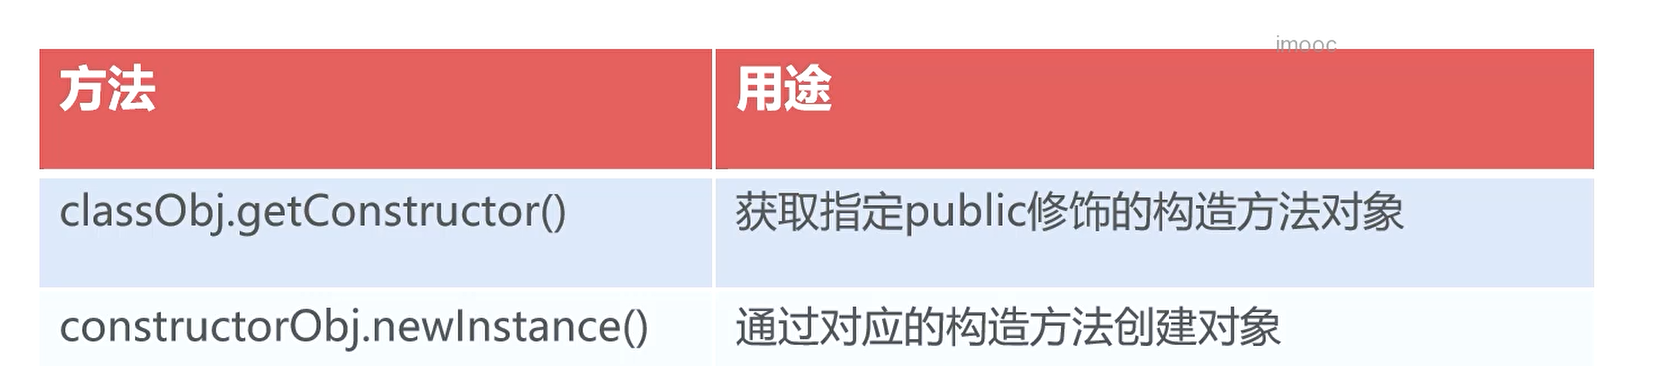 imooc
方法
用途
classObj.getConstructor()
获取指定public修饰的构造方法对象
constructorObj.newInstance()
通过对应的构造方法创建对象